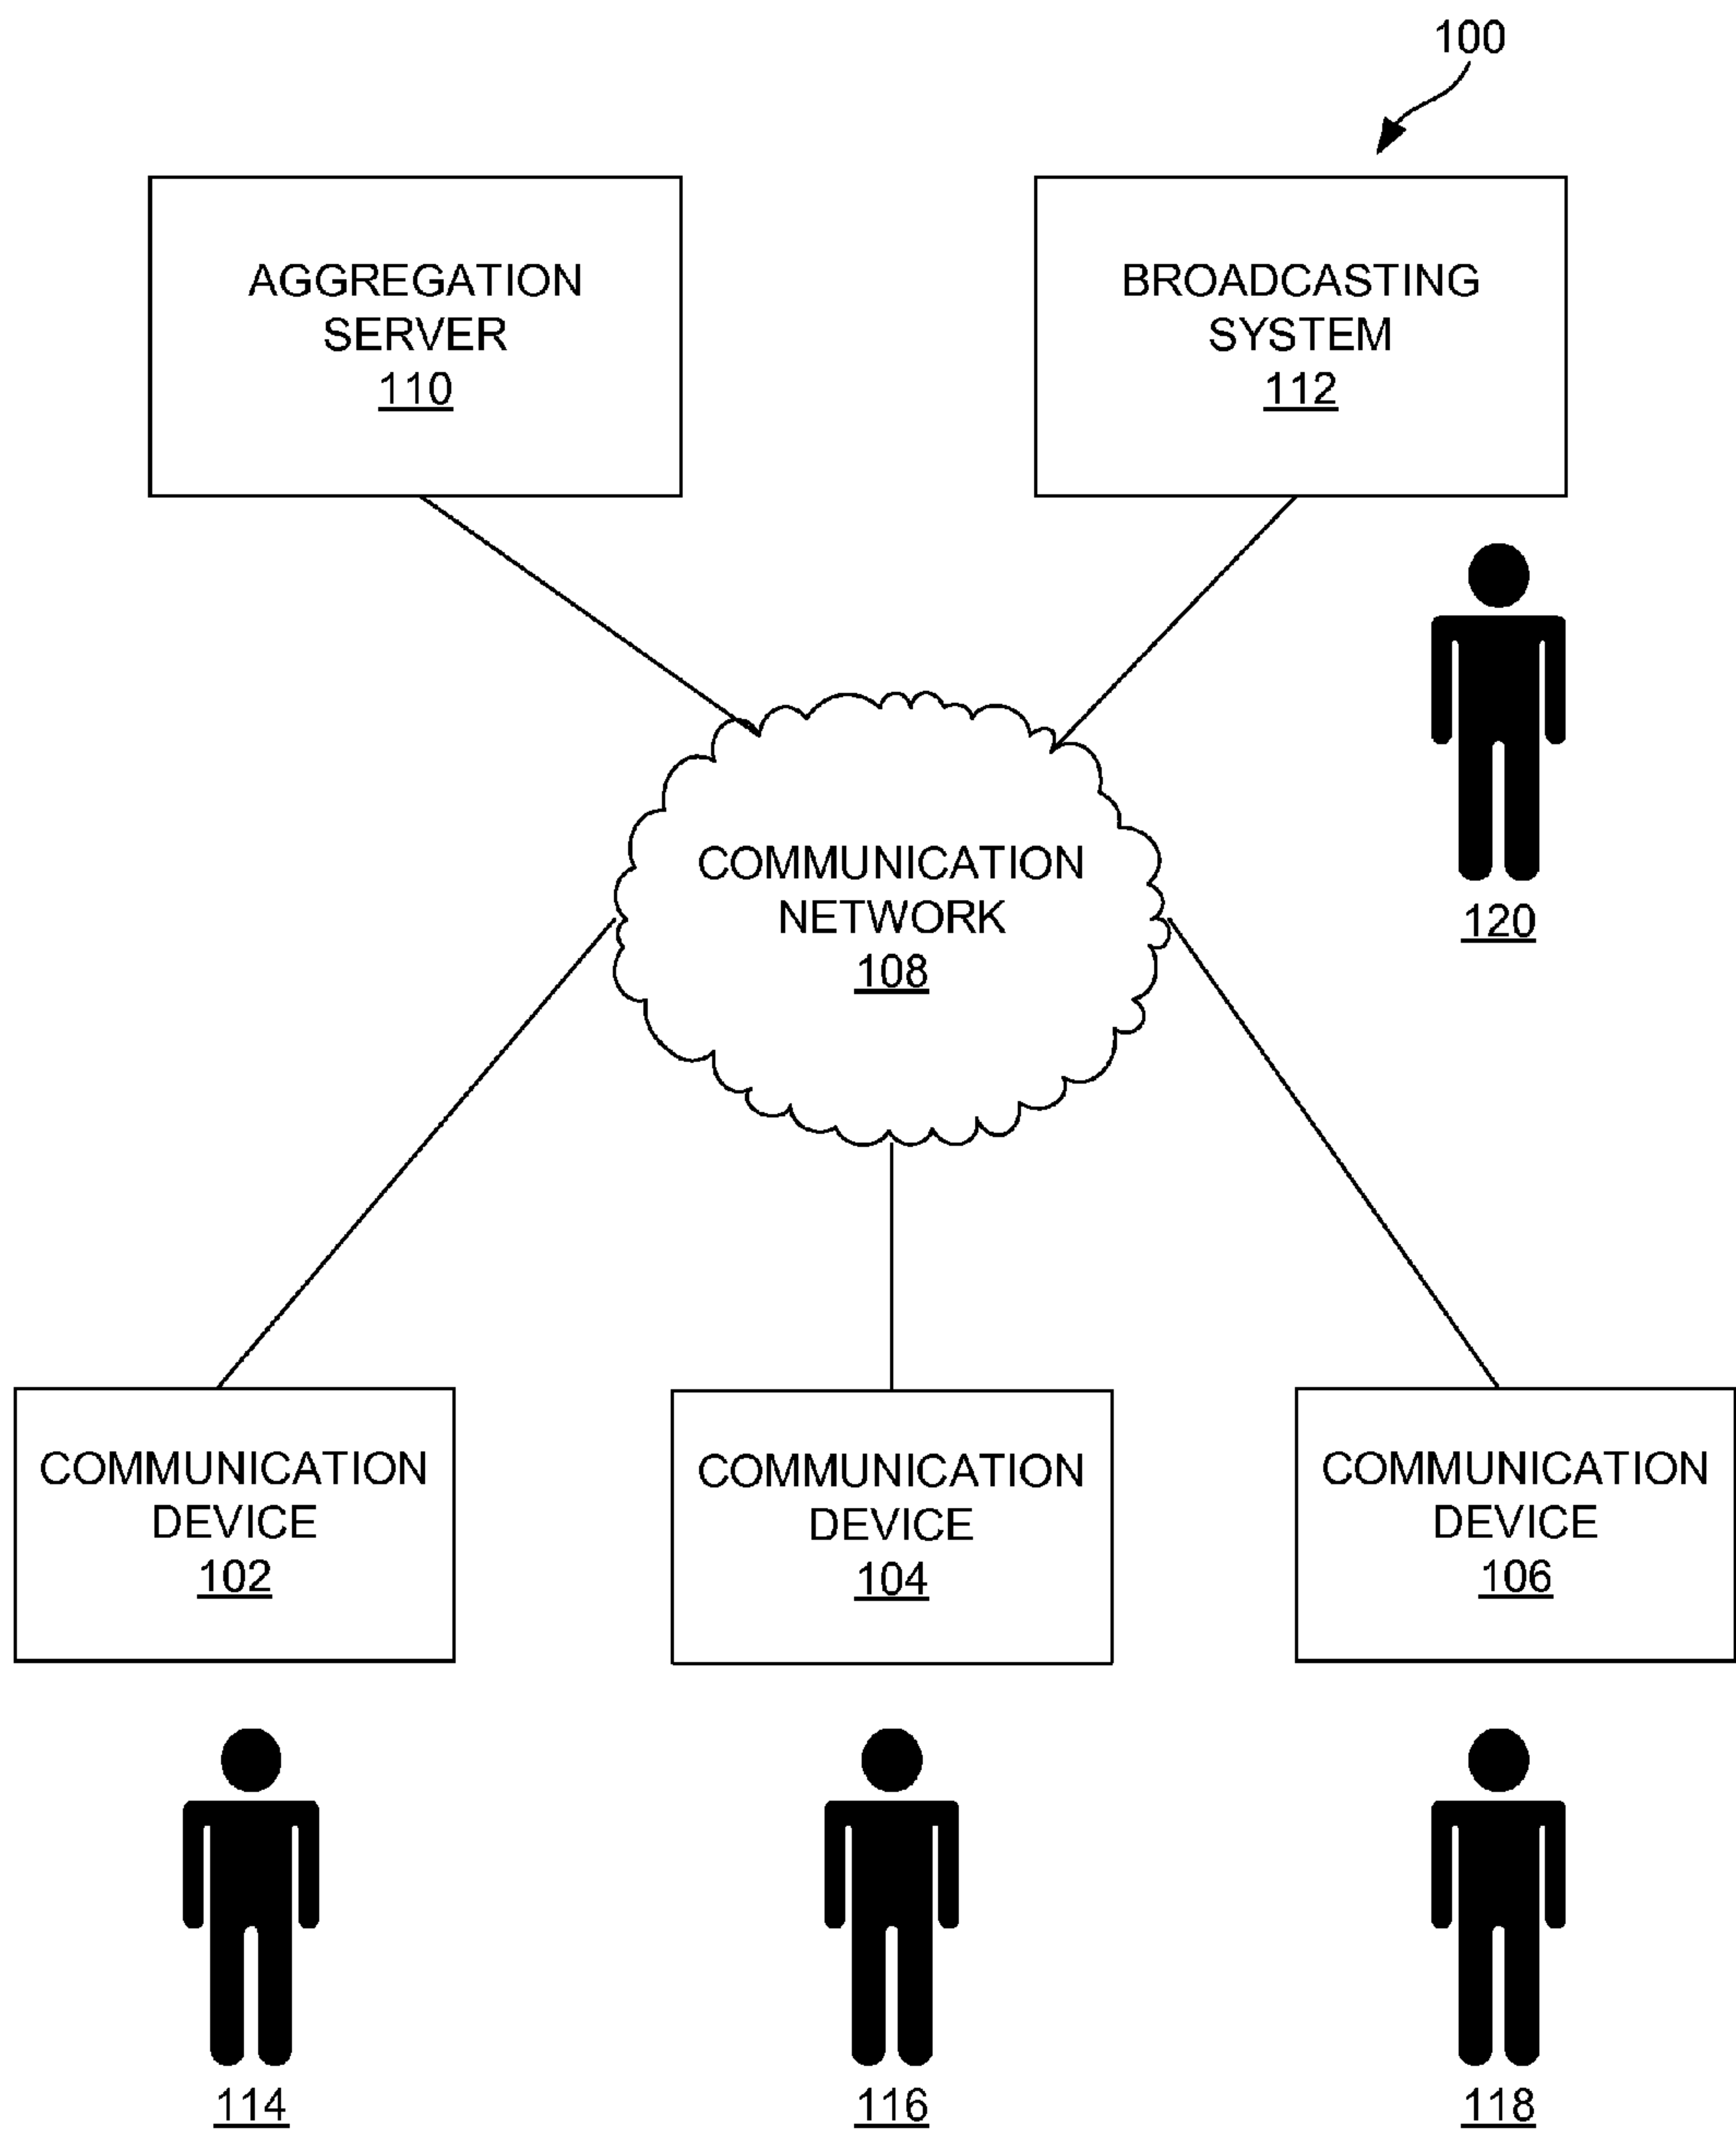 100
AGGREGATION
SERVER
110
BROADCASTING
SYSTEM
112
120
COMMUNICATION
NETWORK
108
COMMUNICATION
DEVICE
102
COMMUNICATION
DEVICE
104
COMMUNICATION
DEVICE
106
114
116
118